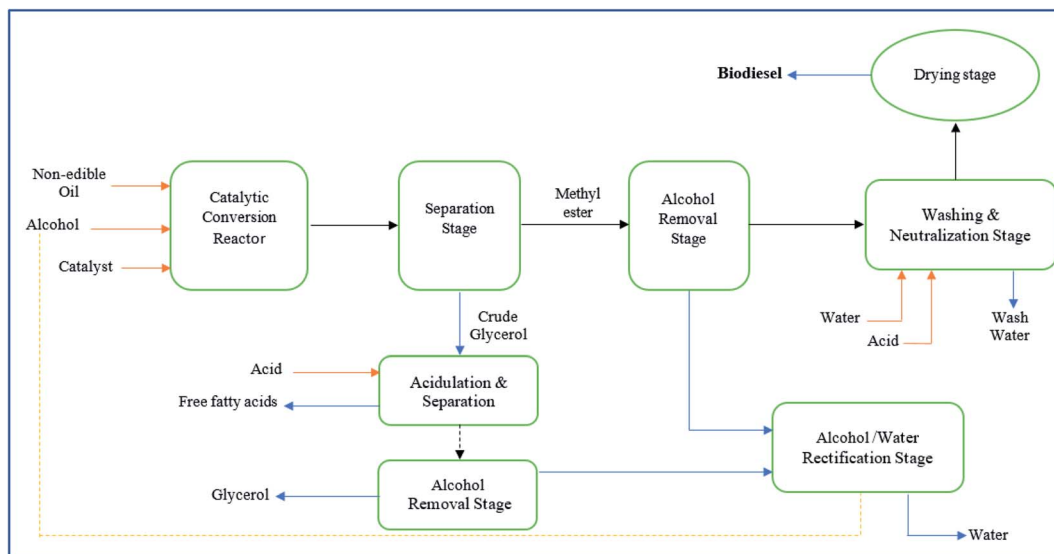 Biodiesel
Drying stage
Non-edible
Oil
Alcohol
Catalyst
Catalytic
Conversion
Reactor
Separation
Stage
Methyl
ester
Alcohol
Removal
Stage
Washing &
Neutralization Stage
Water
Acid
Wash
Water
Crude
Glycerol
Acid
Free fatty acids
Acidulation &
Separation
Glycerol
Alcohol
Removal Stage
Alcohol /Water
Rectification Stage
Water